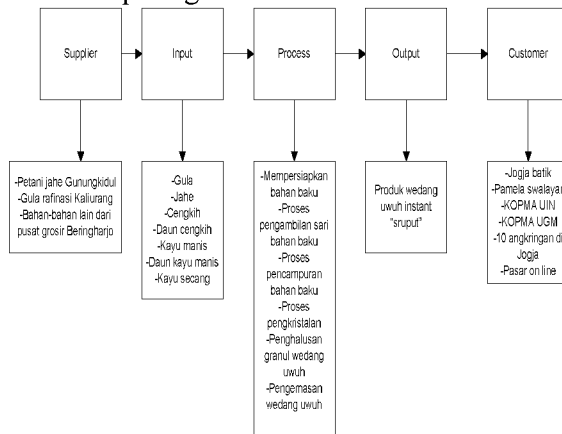 Supplier
Input
Process
Output
Customer
-Petani jahe Gunungkidul
-Gula rafinasi Kaliurang
-Bahan-bahan lain dari
pusat grosir Beringharjo
-Gula
-Jahe
-Cengkih
-Daun cengkih
-Kayu manis
-Daun kayu manis
-Kayu secang
-Mempersiapkan
bahan baku
-Proses
pengambilan sari
bahan baku
-Proses
pencampuran
bahan baku
-Proses
pengkristalan
-Penghalusan
granul wedang
uwuh
-Pengemasan
wedang uwuh
Produk wedang
uwuh instant
“sruput”
-Jogja batik
-Pamela swalayan
-KOPMA UIN
-KOPMA UGM
-10 angkringan di
Jogja
-Pasar on line